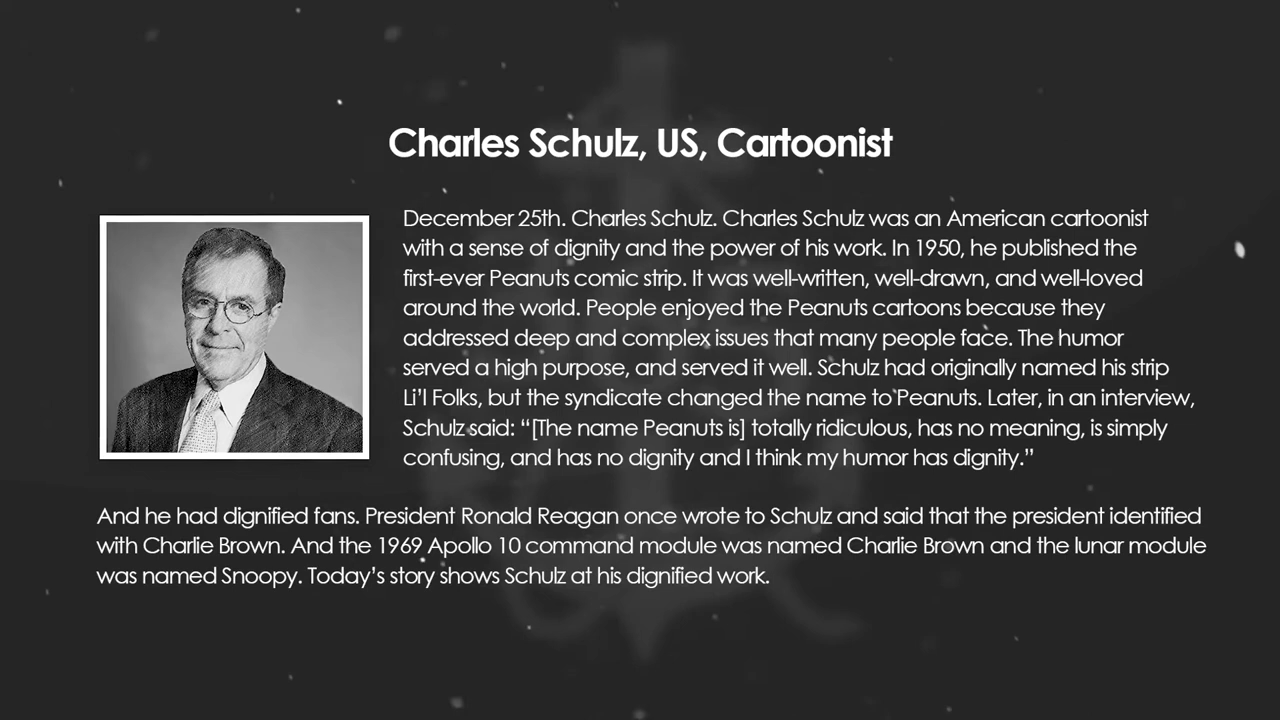 Charles Schulz, US, Cartoonist
December 25th. Charles Schulz. Charles Schulz was an American cartoonist
with a sense of dignity and the power of his work. In 1950, he published the
first-ever Peanuts comic strip. It was well-written, well-drawn, and well-loved
around the world. People enjoyed the Peanuts cartoons because they
addressed deep and complex issues that many people face. The humor
served a high purpose, and served it well. Schulz had originally named his strip
Li’l Folks, but the syndicate changed the name to Peanuts. Later, in an interview,
Schulz said: “[The name Peanuts is] totally ridiculous, has no meaning, is simply
confusing, and has no dignity and I think my humor has dignity.”
And he had dignified fans. President Ronald Reagan once wrote to Schulz and said that the president identified
with Charlie Brown. And the 1969 Apollo 10 command module was named Charlie Brown and the lunar module
was named Snoopy. Today’s story shows Schulz at his dignified work.